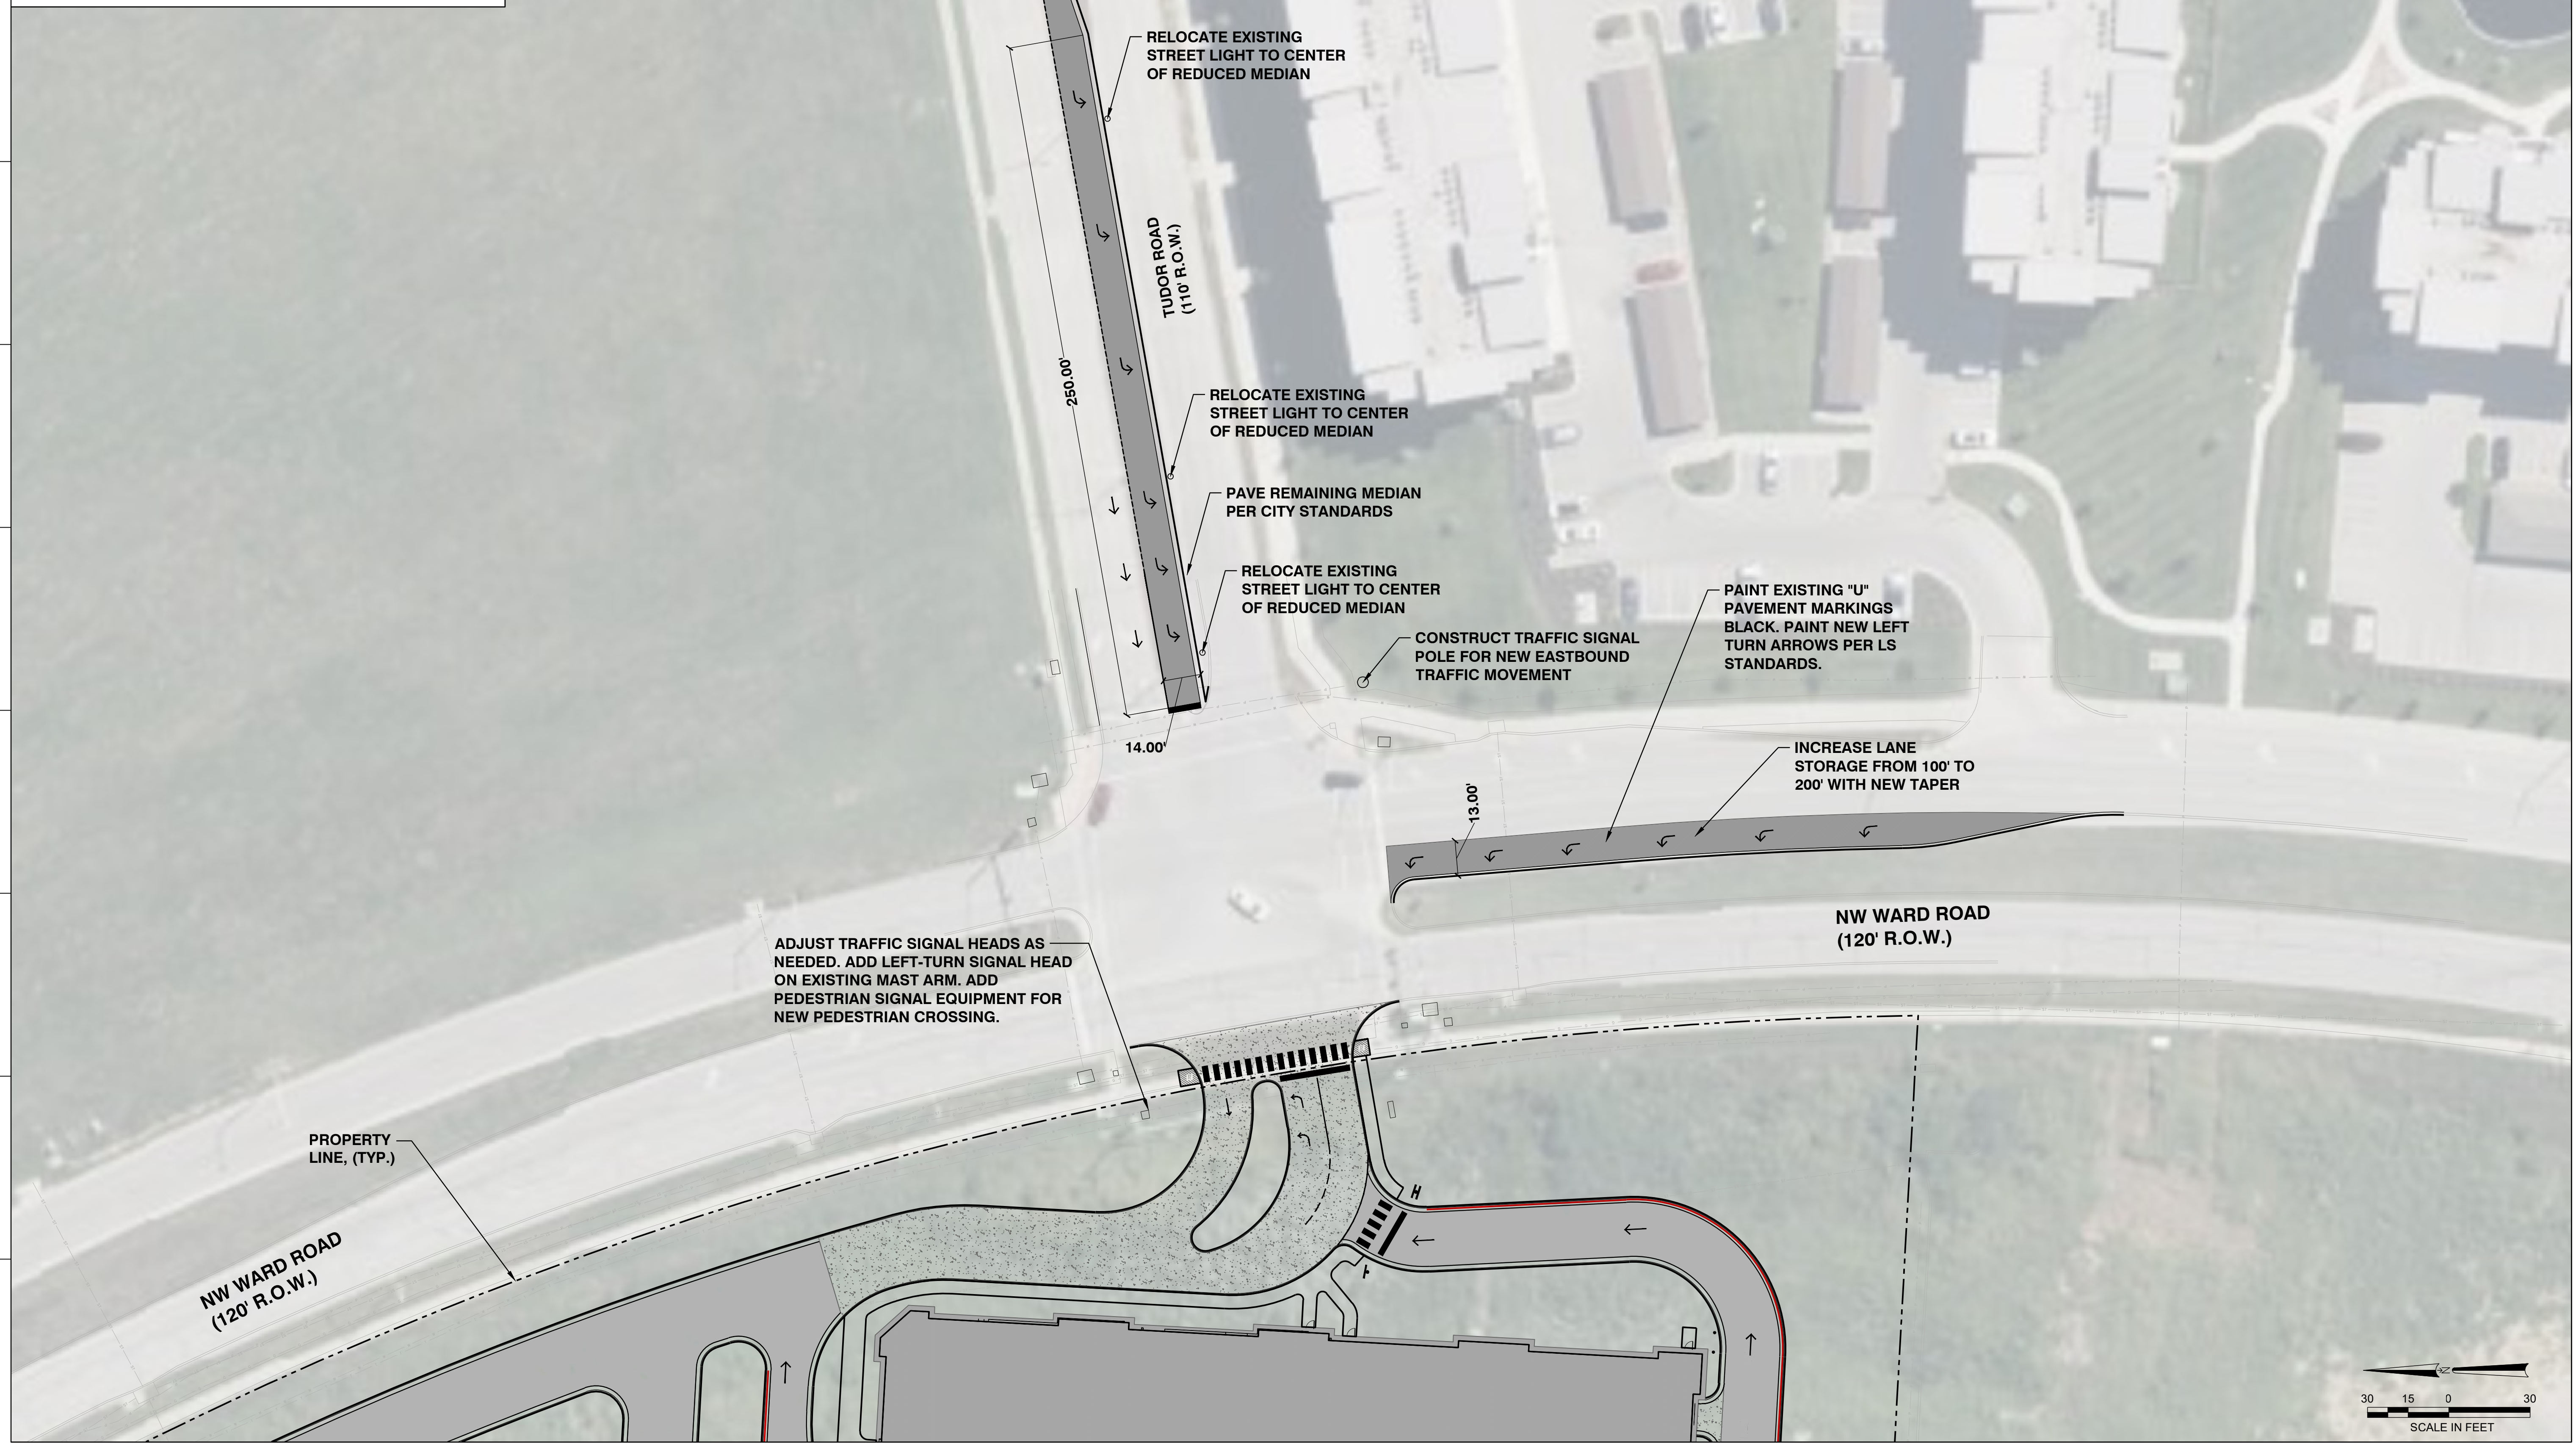 RELOCATE EXISTING
STREET LIGHT TO CENTER
OF REDUCED MEDIAN
TUDOR ROAD
(110' R.O.W.)
250.00'
RELOCATE EXISTING
STREET LIGHT TO CENTER
OF REDUCED MEDIAN
PAVE REMAINING MEDIAN
PER CITY STANDARDS
RELOCATE EXISTING
STREET LIGHT TO CENTER
OF REDUCED MEDIAN
PAINT EXISTING "U"
PAVEMENT MARKINGS
BLACK. PAINT NEW LEFT
TURN ARROWS PER LS
STANDARDS.
CONSTRUCT TRAFFIC SIGNAL
POLE FOR NEW EASTBOUND
TRAFFIC MOVEMENT
14.00'
INCREASE LANE
STORAGE FROM 100' TO
200' WITH NEW TAPER
13.00'
NW WARD ROAD
(120' R.O.W.)
ADJUST TRAFFIC SIGNAL HEADS AS
NEEDED. ADD LEFT-TURN SIGNAL HEAD
ON EXISTING MAST ARM. ADD
PEDESTRIAN SIGNAL EQUIPMENT FOR
NEW PEDESTRIAN CROSSING.
PROPERTY
LINE, (TYP.)
NW WARD ROAD
(120' R.O.W.)
N
30 15 0 30
SCALE IN FEET